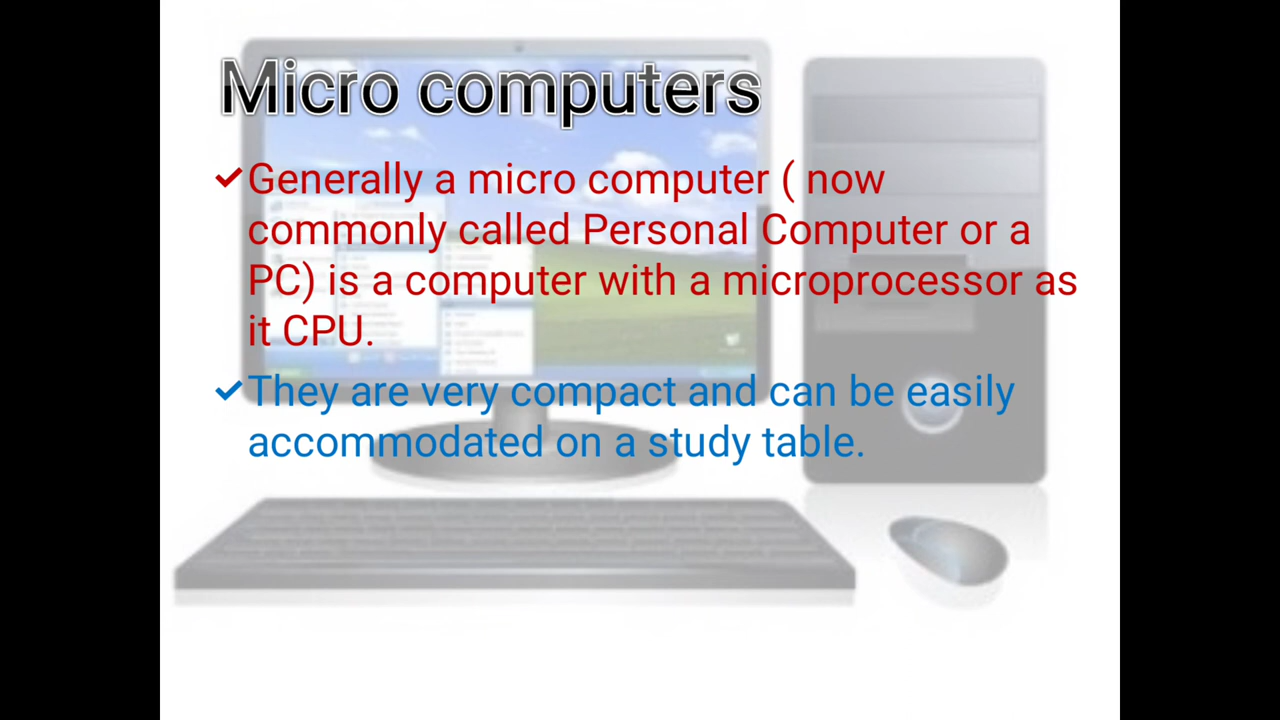 Micro computers
Generally a micro computer ( now
commonly called Personal Computer or a
PC) is a computer with a microprocessor as
it CPU.
They are very compact and can be easily
accommodated on a study table.